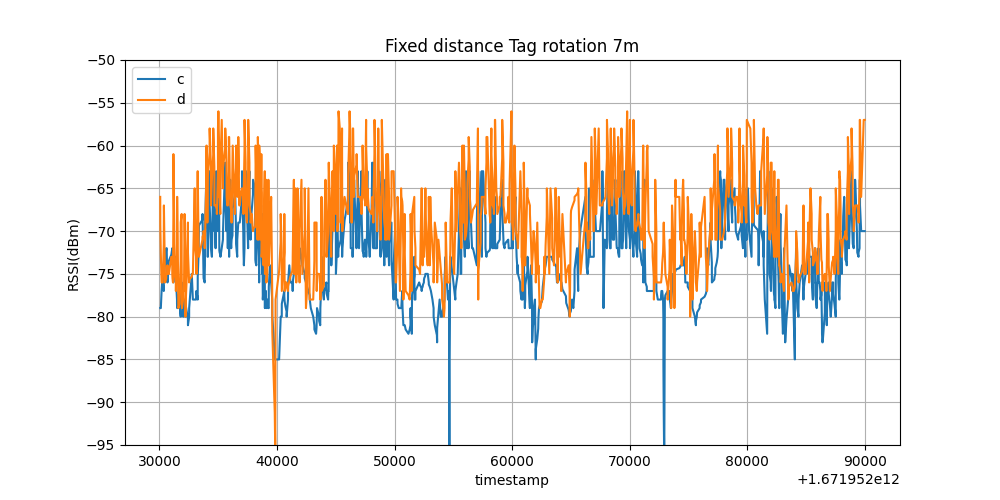 Fixed distance Tag rotation 7m
RSSI(dBm)
−50
−55
−60
−65
−70
−75
−80
−85
−90
−95
c
d
30000 40000 50000 60000 70000 80000 90000
timestamp
+1.671952e12